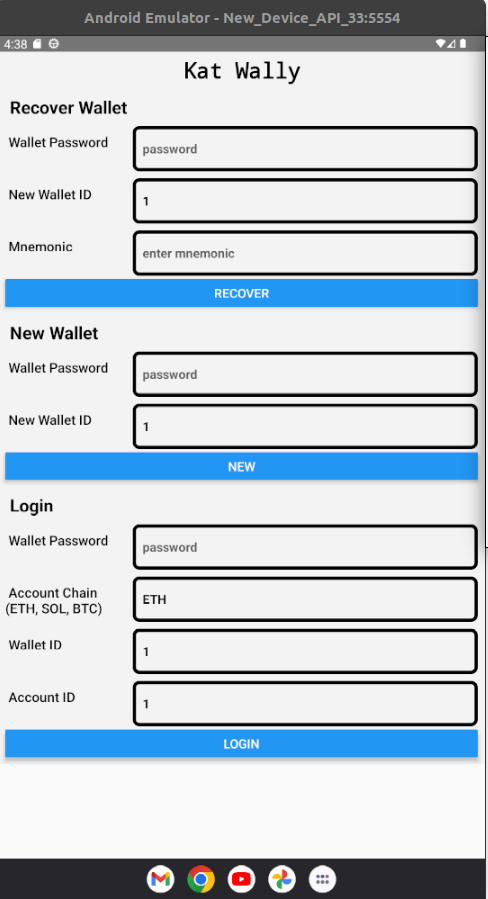 Android Emulator - New_Device_API_33:5554
4:38
Kat Wally
Recover Wallet
Wallet Password
password
New Wallet ID
1
Mnemonic
enter mnemonic
RECOVER
New Wallet
Wallet Password
password
New Wallet ID
1
NEW
Login
Wallet Password
password
Account Chain
(ETH, SOL, BTC)
ETH
Wallet ID
1
Account ID
1
LOGIN